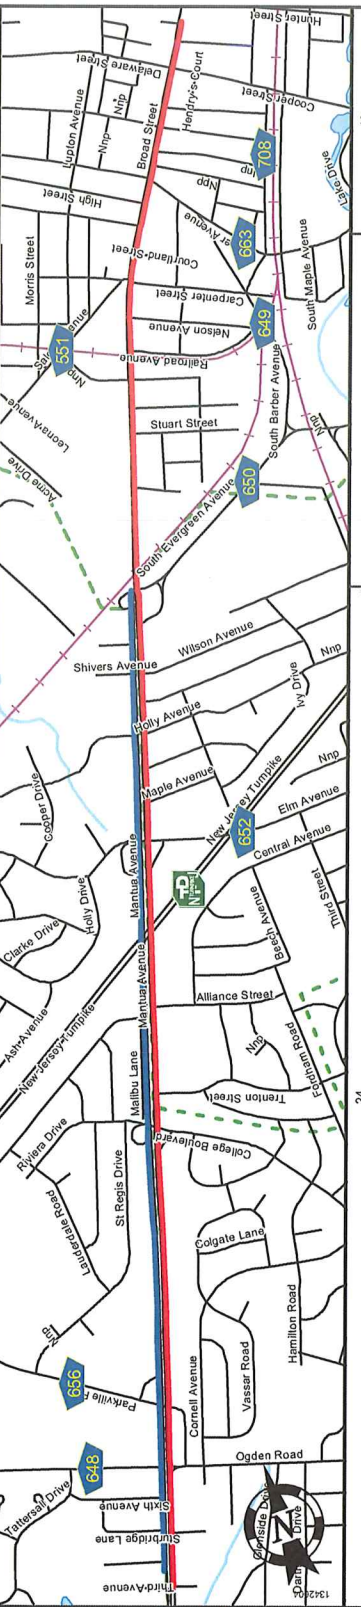 Hunter Street
Cooper Street
Delaware Street
Hendry's-Court
Broad Street
Nnp
Lupton Avenue
Nnp
708
Lake Drive
Npp
High Street
663
Courtland-Street
South Maple Avenue
Morris Street
Carpenter Street
Nelson Avenue
649
551
Railroad Avenue
Nnp
South Barber Avenue
Leona Avenue
Stuart Street
Nnp
Acme Drive
650
South Evergreen Avenue
Shivers Avenue
Wilson Avenue
Nnp
Ivy Drive
Holly Avenue
Maple Avenue
Nnp
Copper Drive
New Jersey Turnpike
Elm Avenue
652
Central Avenue
Mantua Avenue
Holly Drive
Clarke Drive
Third Street
Beech Avenue
Mantua Avenue
Ash-Avenue
New-Jersey-Turnpike
Alliance Street
Nnp
Fordham Road
Malibu Lane
Trenton Street
Riviera Drive
College Boulevard
St Regis Drive
Lauderdale Road
Colgate Lane
Nnp
Hamilton Road
656
Cornell Avenue
Vassar Road
648
Ogden Road
Tattersall Drive
Sixth Avenue
Sturbridge Lane
N
Drive
Third-Avenue